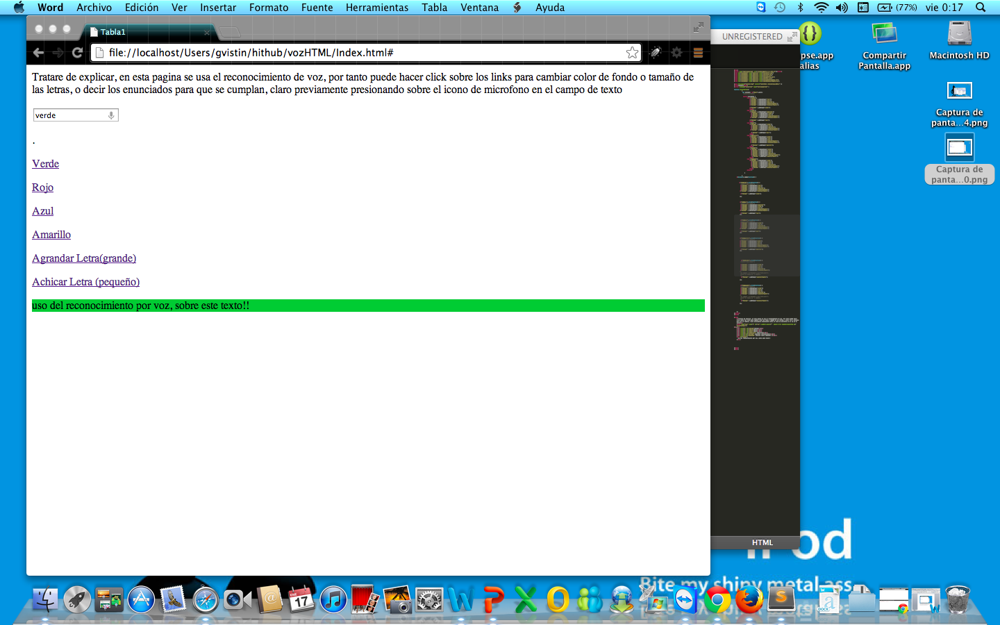 Word Archivo Edición Ver Insertar Formato Fuente Herramientas Tabla Ventana Ayuda (77%) vie 0:17
Tabla1
file://localhost/Users/gvistin/hithub/vozHTML/Index.html#
Tratare de explicar, en esta pagina se usa el reconocimiento de voz, por tanto puede hacer click sobre los links para cambiar color de fondo o tamaño de
las letras, o decir los enunciados para que se cumplan, claro previamente presionando sobre el icono de microfono en el campo de texto
verde
.
Verde
Rojo
Azul
Amarillo
Agrandar Letra(grande)
Achicar Letra (pequeño)
uso del reconocimiento por voz, sobre este texto!!
UNRegISTERED
HTML
pse.app
alias
Compartir
Pantalla.app
Macintosh HD
Captura de
panta...4.png
Captura de
panta...0.png
Pod
Bite my shiny metal ass
ENE
17
DOCX